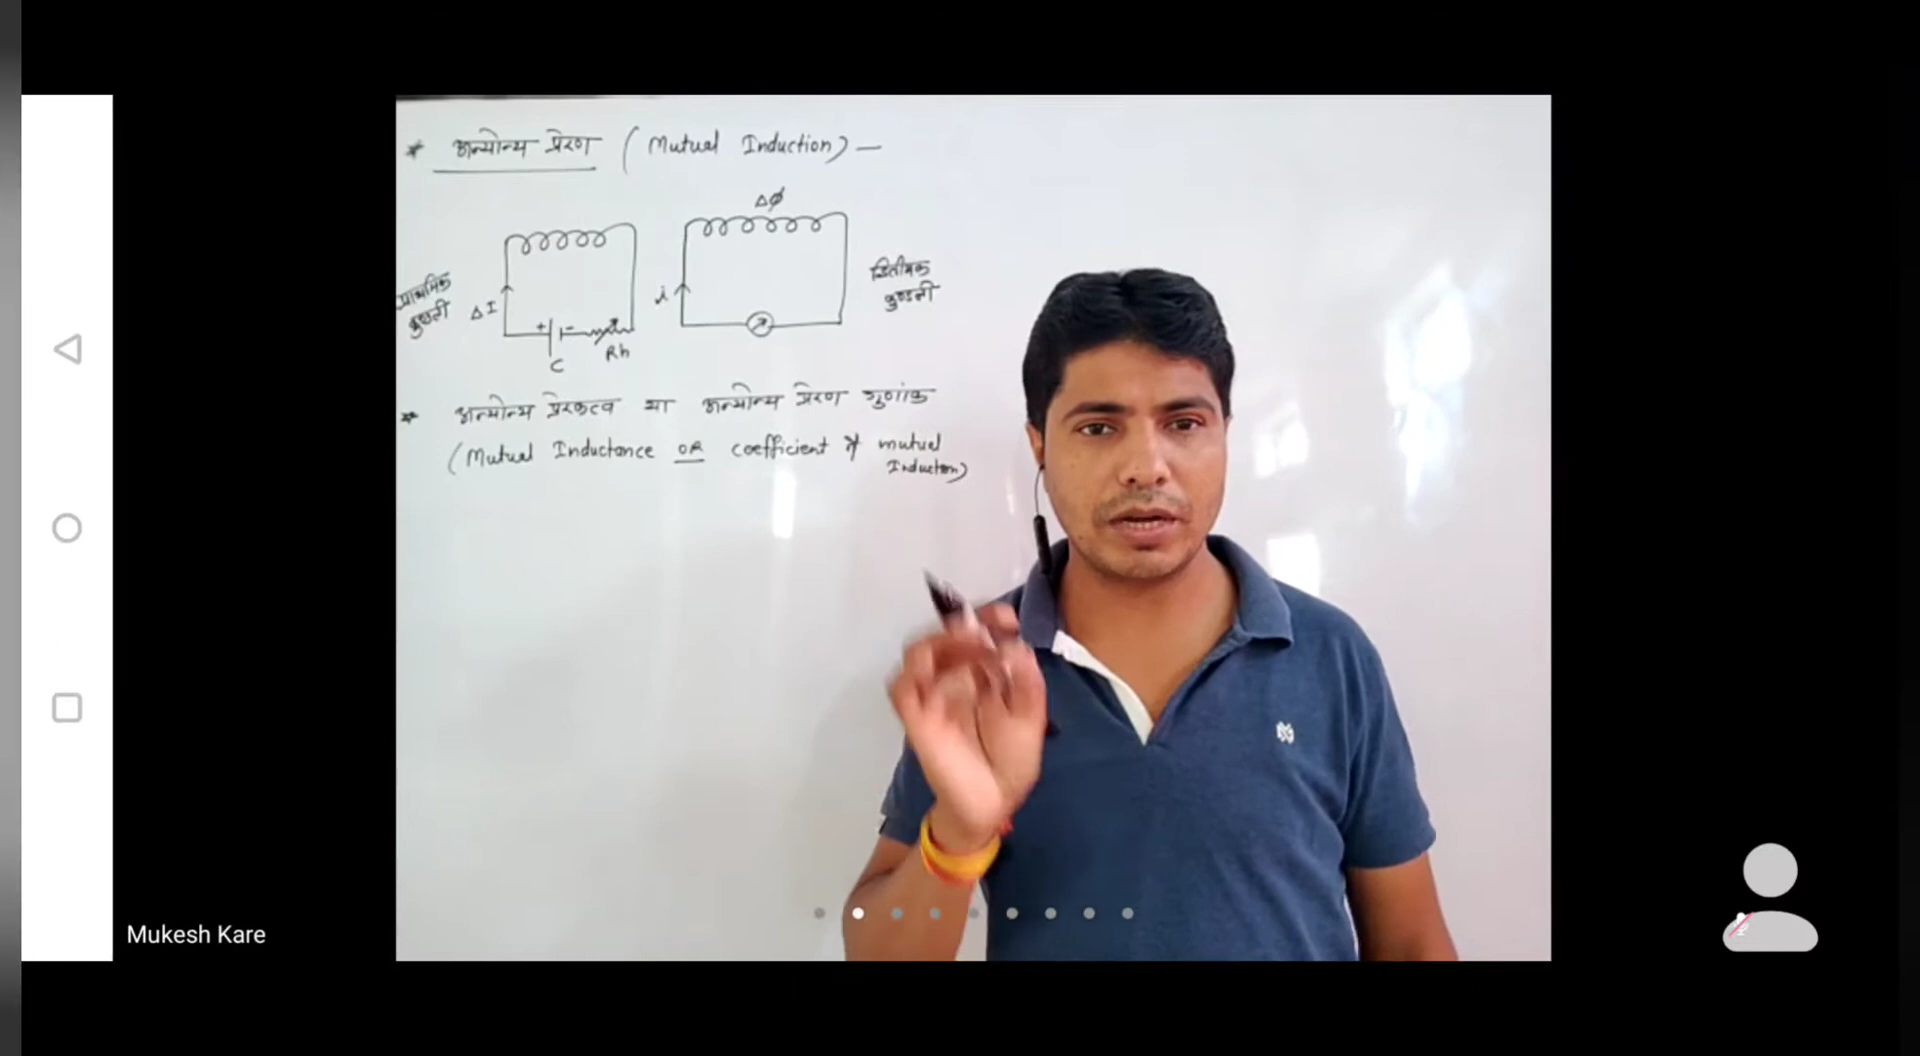 * अन्योन्य प्रेरण (Mutual Induction) —
Δφ
प्राथमिक
कुण्डली
ΔI
+ -
C
Rh
i
द्वितीयक
कुण्डली
* अन्योन्य प्रेरकत्व या अन्योन्य प्रेरण गुणांक
(Mutual Inductance OR coefficient of mutual
Induction)
Mukesh Kare